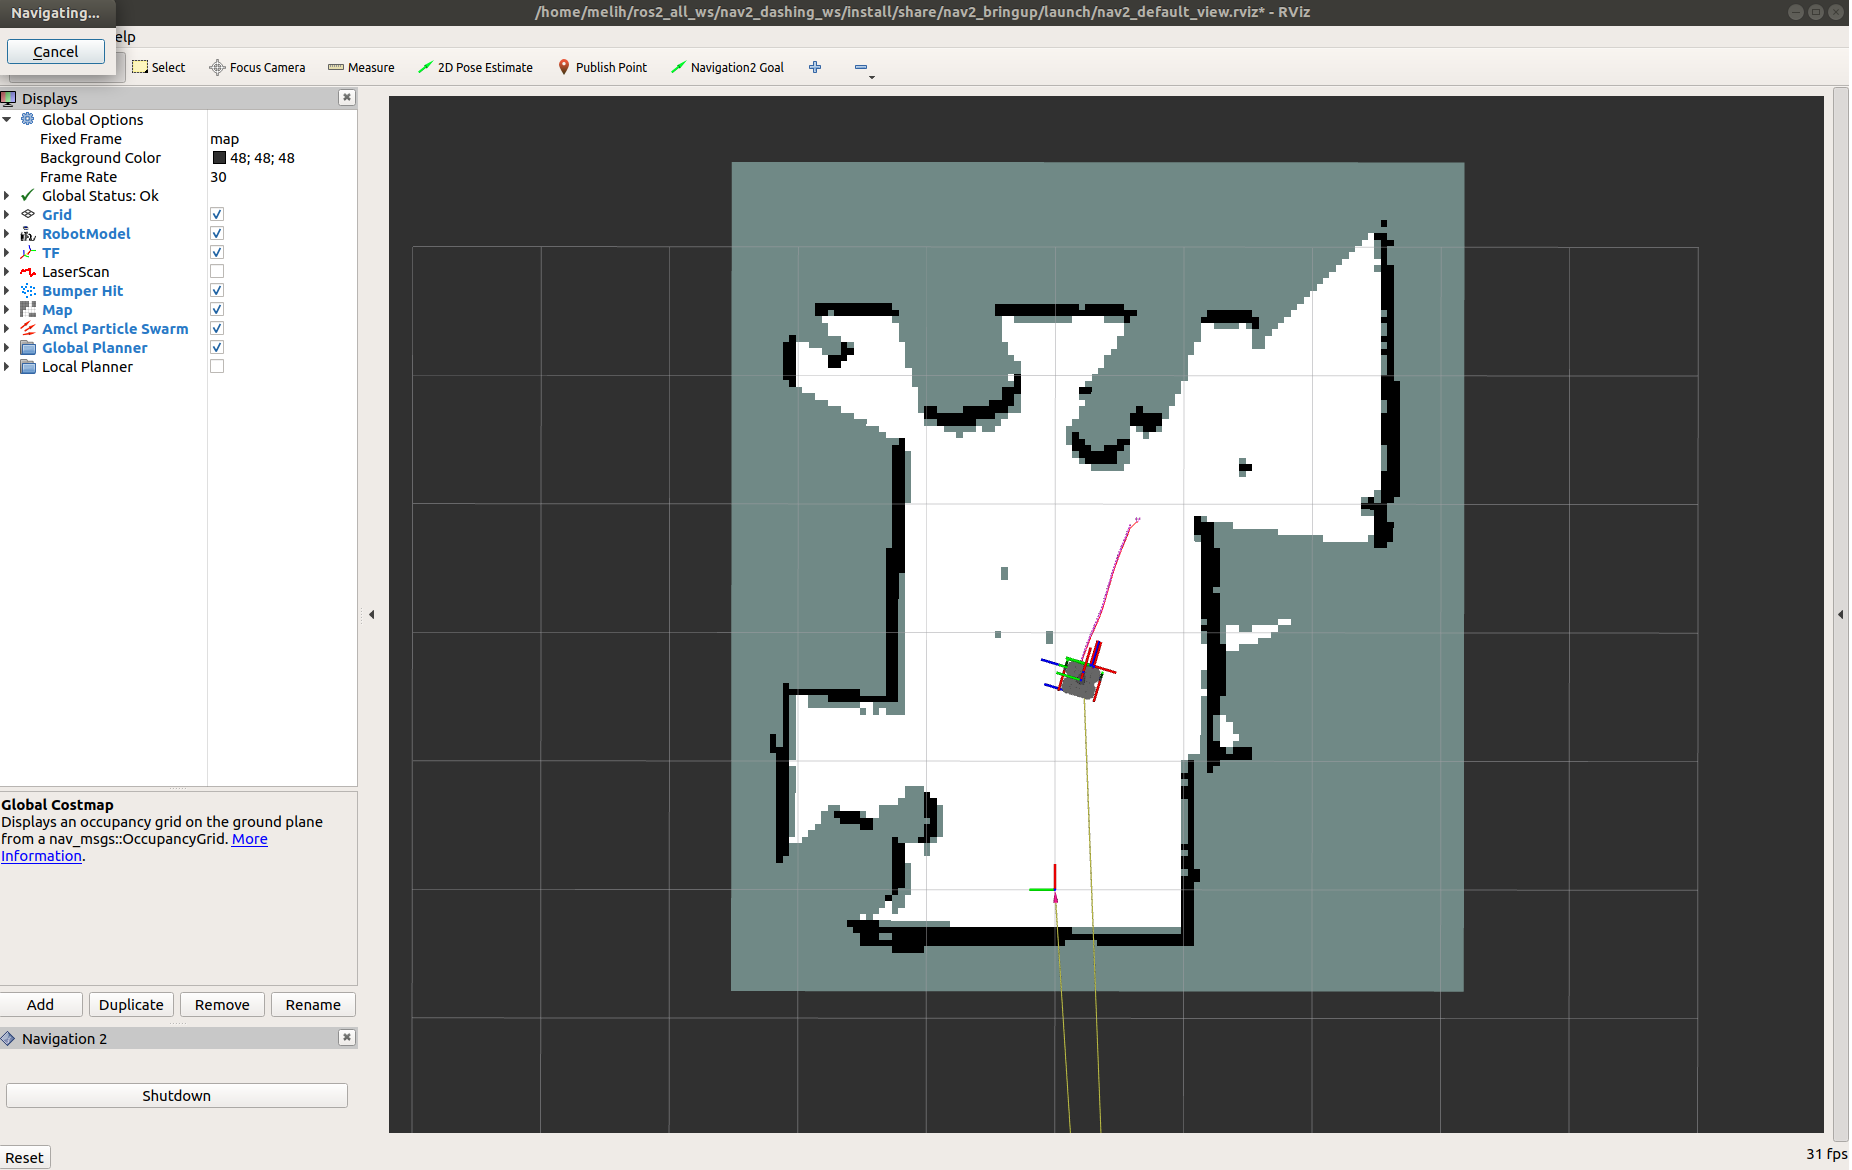 Navigating...
/home/melih/ros2_all_ws/nav2_dashing_ws/install/share/nav2_bringup/launch/nav2_default_view.rviz* - RViz
Cancel
elp
Select
Focus Camera
Measure
2D Pose Estimate
Publish Point
Navigation2 Goal
Displays
Global Options
Fixed Frame map
Background Color 48; 48; 48
Frame Rate 30
Global Status: Ok
Grid
RobotModel
TF
LaserScan
Bumper Hit
Map
Amcl Particle Swarm
Global Planner
Local Planner
Global Costmap
Displays an occupancy grid on the ground plane
from a nav_msgs::OccupancyGrid. More
Information.
Add
Duplicate
Remove
Rename
Navigation 2
Shutdown
Reset
31 fps